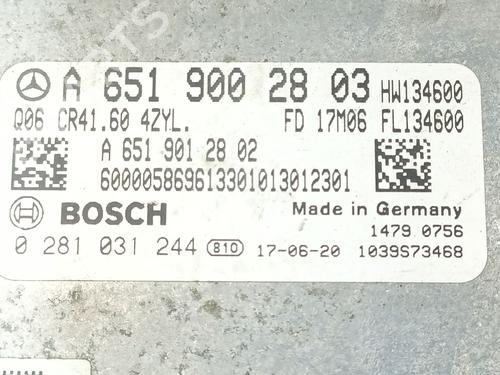 A 651 900 28 03 HW134600
Q06 CR41.60 4ZYL. FD 17M06 FL134600
A 651 901 28 02
600005869613301013012301
BOSCH Made in Germany
1479 0756
0 281 031 244 810 17-06-20 1039S73468